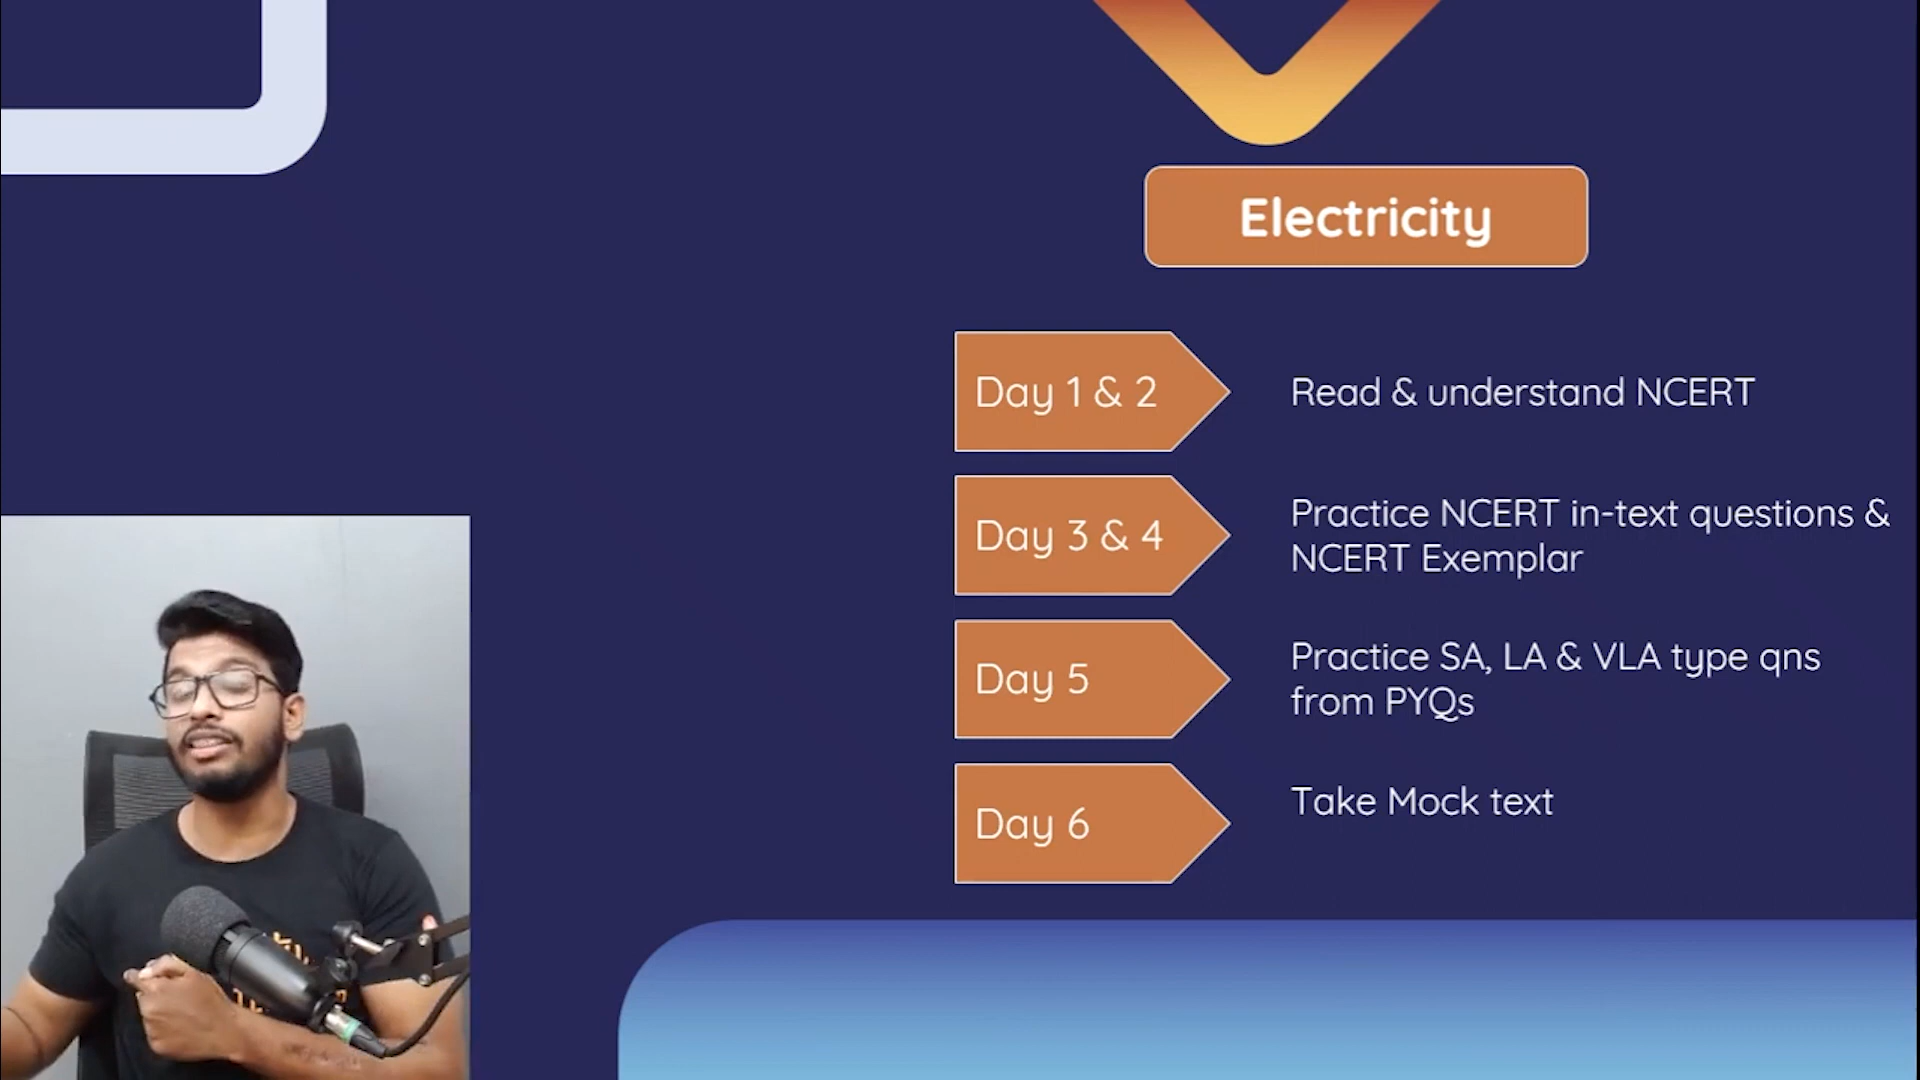 Electricity
Day 1 & 2
Read & understand NCERT
Day 3 & 4
Practice NCERT in-text questions &
NCERT Exemplar
Day 5
Practice SA, LA & VLA type qns
from PYQs
Day 6
Take Mock text